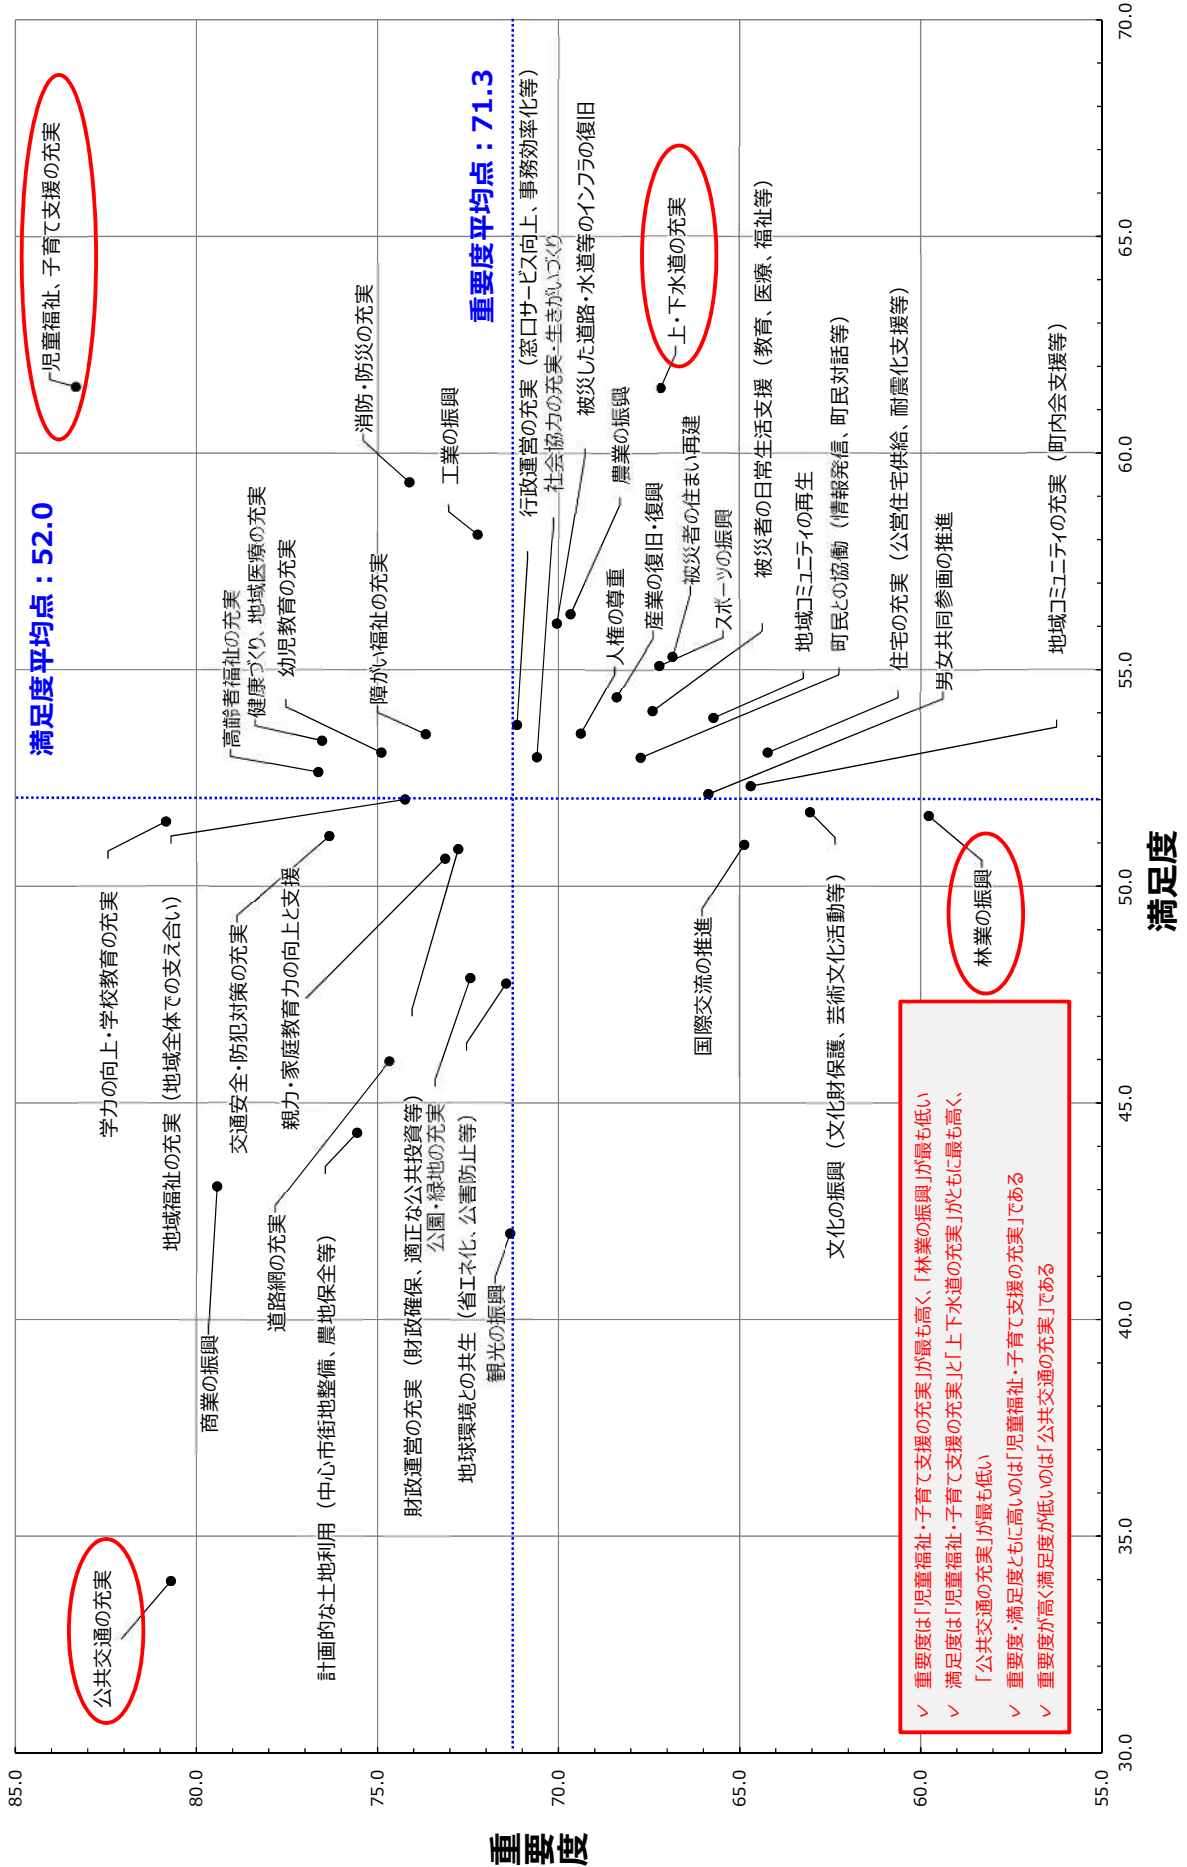 満足度平均点：52.0
重要度平均点：71.3
重要度
満足度
85.0
80.0
75.0
70.0
65.0
60.0
55.0
30.0
35.0
40.0
45.0
50.0
55.0
60.0
65.0
70.0
公共交通の充実
商業の振興
学力の向上・学校教育の充実
地域福祉の充実（地域全体での支え合い）
交通安全・防犯対策の充実
親力・家庭教育力の向上と支援
道路網の充実
計画的な土地利用（中心市街地整備、農地保全等）
財政運営の充実（財政確保、適正な公共投資等）
公園・緑地の充実
地球環境との共生（省エネ化、公害防止等）
観光の振興
児童福祉、子育て支援の充実
高齢者福祉の充実
健康づくり、地域医療の充実
幼児教育の充実
障がい福祉の充実
消防・防災の充実
工業の振興
行政運営の充実（窓口サービス向上、事務効率化等）
社会協力の充実・生きがいづくり
被災した道路・水道等のインフラの復旧
農業の振興
人権の尊重
産業の復旧・復興
上・下水道の充実
被災者の住まい再建
スポーツの振興
被災者の日常生活支援（教育、医療、福祉等）
地域コミュニティの再生
町民との協働（情報発信、町民対話等）
住宅の充実（公営住宅供給、耐震化支援等）
男女共同参画の推進
地域コミュニティの充実（町内会支援等）
国際交流の推進
文化の振興（文化財保護、芸術文化活動等）
林業の振興
✓ 重要度は「児童福祉・子育て支援の充実」が最も高く、「林業の振興」が最も低い
✓ 満足度は「児童福祉・子育て支援の充実」と「上下水道の充実」がともに最も高く、
「公共交通の充実」が最も低い
✓ 重要度・満足度ともに高いのは「児童福祉・子育て支援の充実」である
✓ 重要度が高く満足度が低いのは「公共交通の充実」である